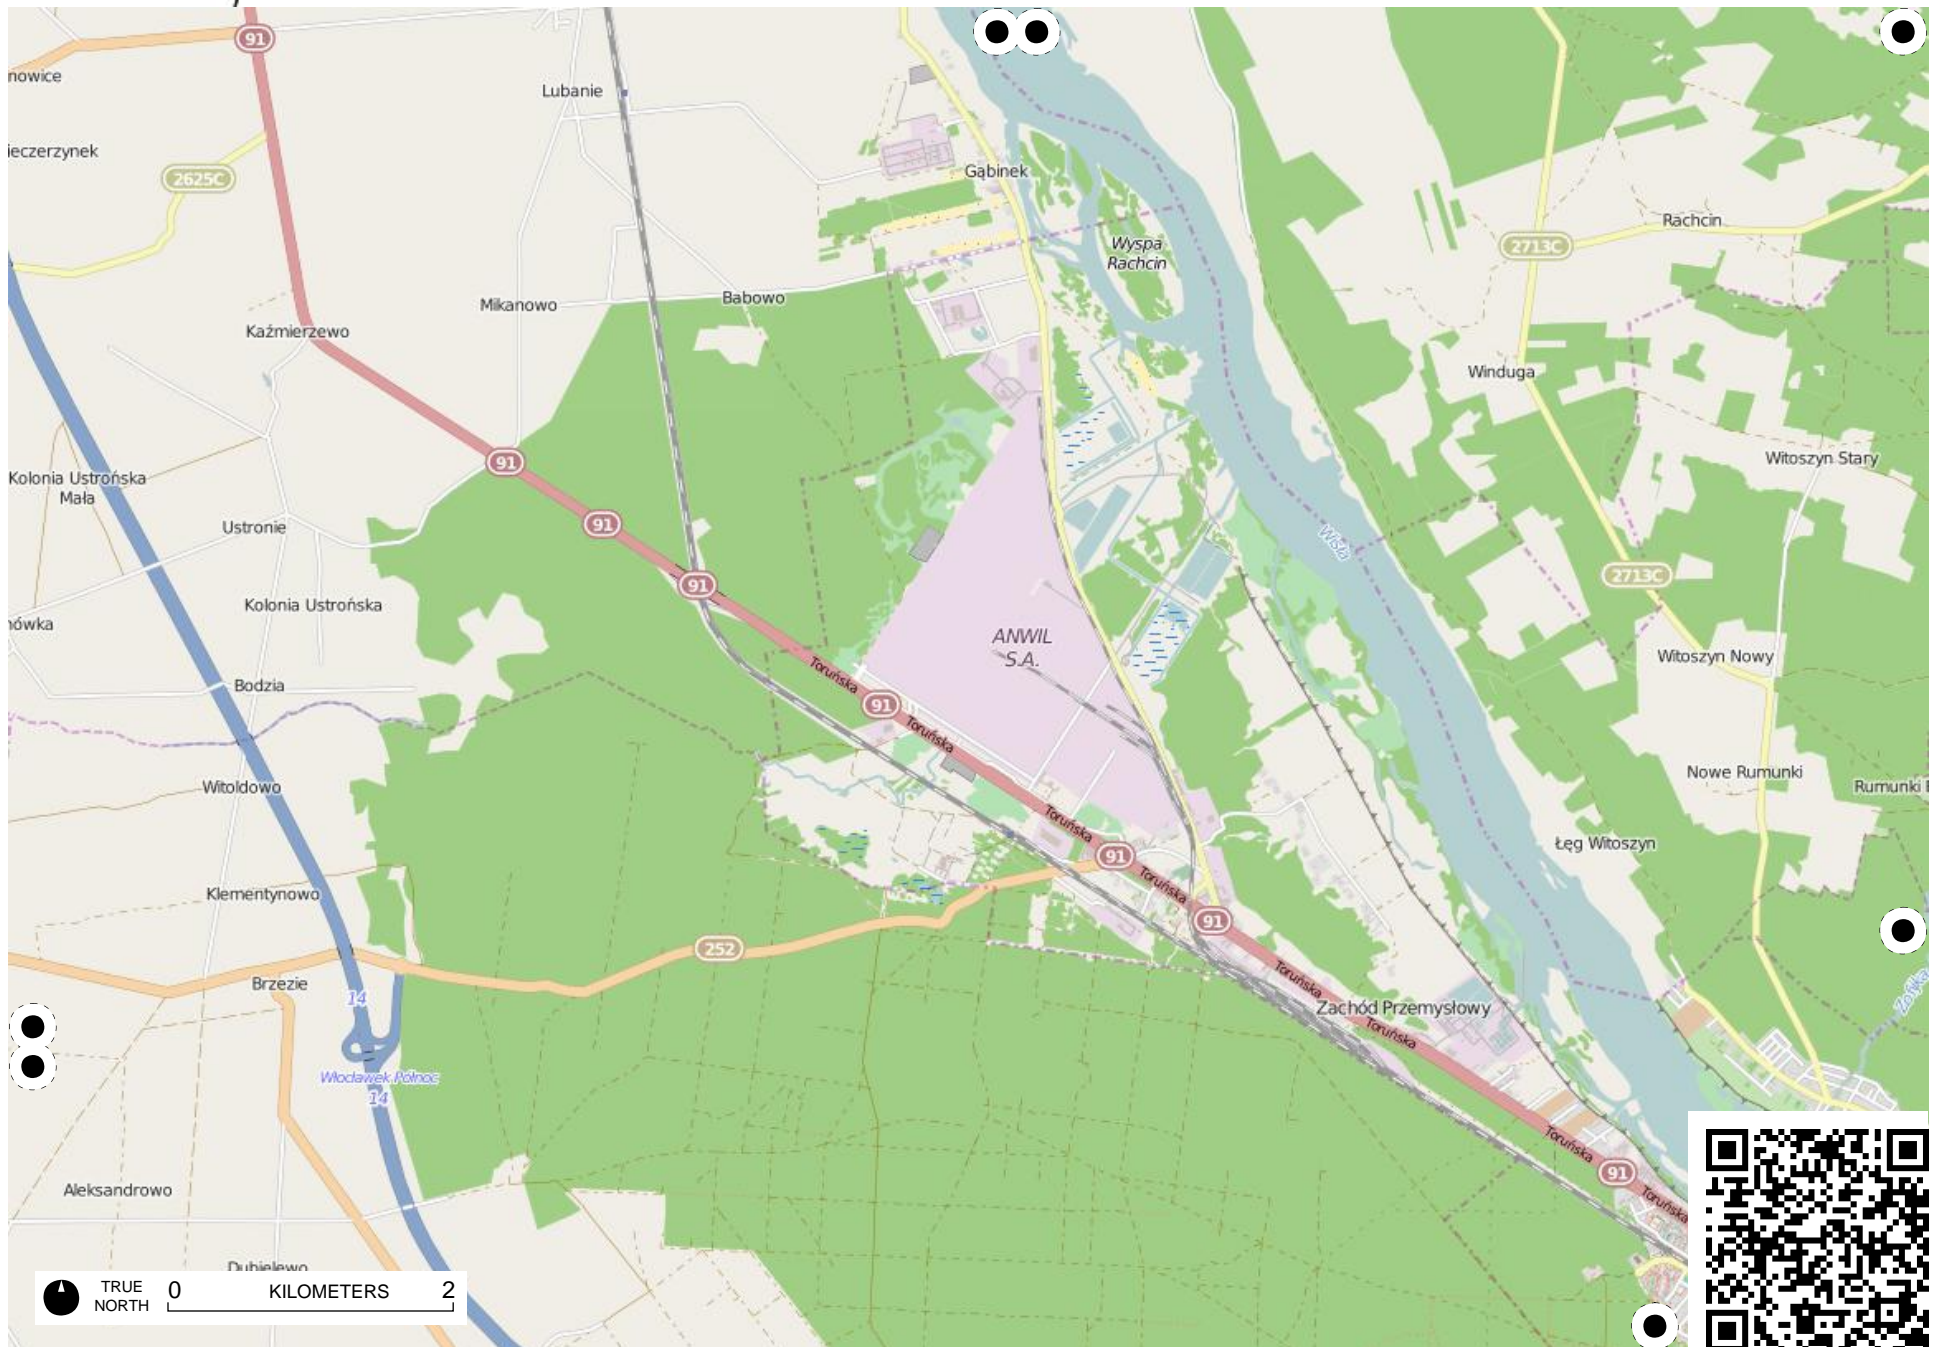 91
nowice
Lubanie
ieczerzynek
Gąbinek
2625C
Rachcin
2713C
Wyspa
Rachcin
Mikanowo
Babowo
Kaźmierzewo
Winduga
91
Witoszyn Stary
Kolonia Ustrońska
Mała
Ustronie
91
Wisła
91
2713C
Kolonia Ustrońska
ówka
ANWIL
S.A.
Witoszyn Nowy
Toruńska
Bodzia
91
Toruńska
Nowe Rumunki
Witoldowo
Rumunki
Toruńska
Łęg Witoszyn
91
Toruńska
Klementynowo
91
252
Brzezie
Toruńska
14
Zachód Przemysłowy
Toruńska
Włocławek Północ
14
Toruńska
91
Aleksandrowo
Toruńska
Dubielewo
TRUE
NORTH
0 KILOMETERS 2